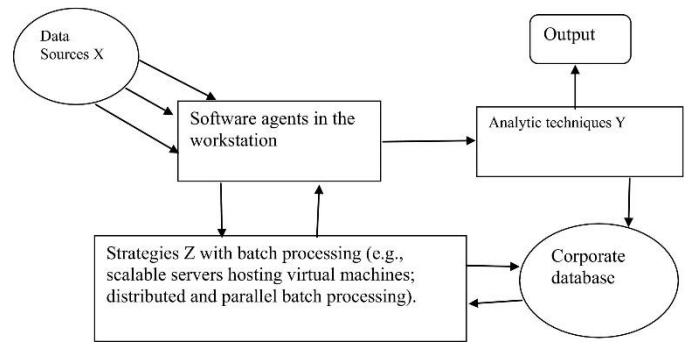 Data
Sources X
Output
Software agents in the
workstation
Analytic techniques Y
Strategies Z with batch processing (e.g.,
scalable servers hosting virtual machines;
distributed and parallel batch processing).
Corporate
database